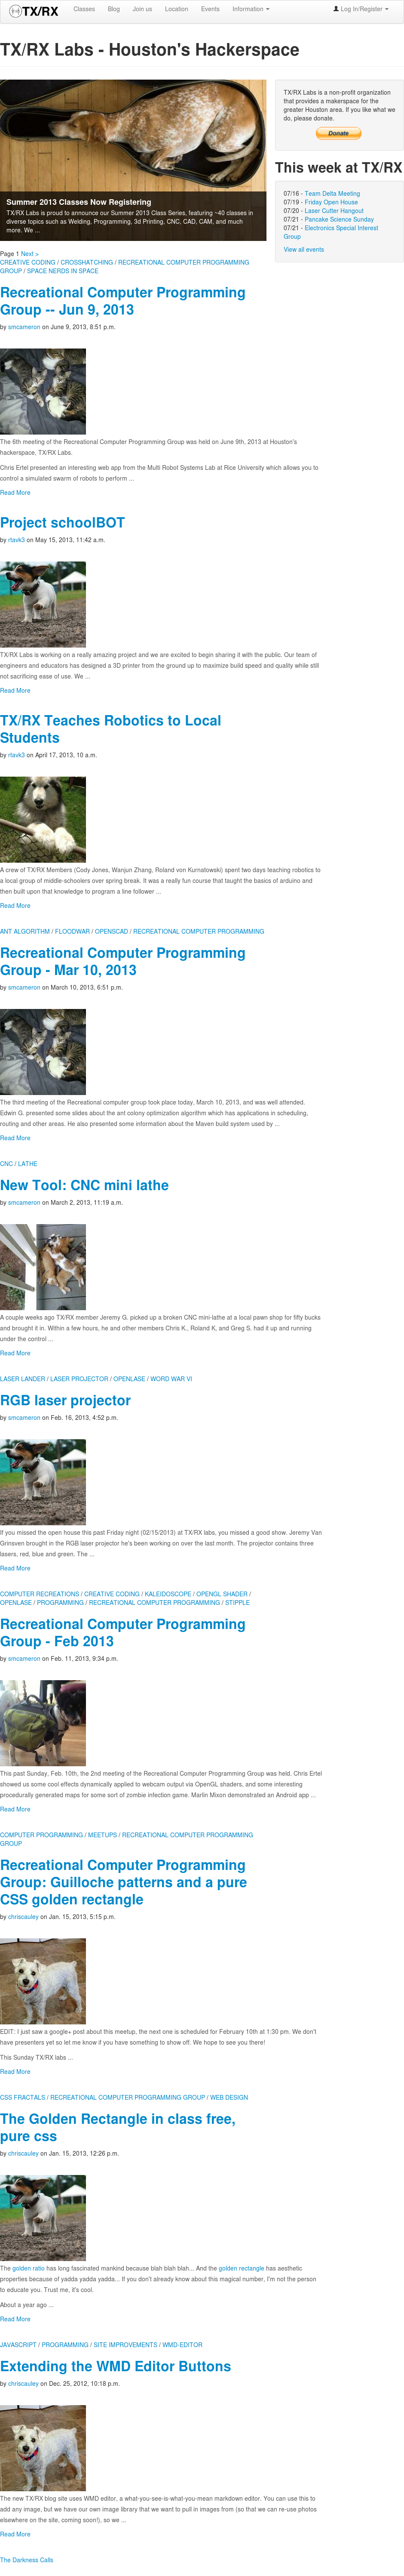 TX/RX
Classes
Blog
Join us
Location
Events
Information
Log In/Register
TX/RX Labs - Houston's Hackerspace
Summer 2013 Classes Now Registering
TX/RX Labs is proud to announce our Summer 2013 Class Series, featuring ~40 classes in
diverse topics such as Welding, Programming, 3d Printing, CNC, CAD, CAM, and much
more. We ...
TX/RX Labs is a non-profit organization
that provides a makerspace for the
greater Houston area. If you like what we
do, please donate.
Donate
This week at TX/RX
07/16 - Team Delta Meeting
07/19 - Friday Open House
07/20 - Laser Cutter Hangout
07/21 - Pancake Science Sunday
07/21 - Electronics Special Interest
Group
View all events
Page 1 Next >
CREATIVE CODING / CROSSHATCHING / RECREATIONAL COMPUTER PROGRAMMING
GROUP / SPACE NERDS IN SPACE
Recreational Computer Programming
Group -- Jun 9, 2013
by smcameron on June 9, 2013, 8:51 p.m.
The 6th meeting of the Recreational Computer Programming Group was held on June 9th, 2013 at Houston's
hackerspace, TX/RX Labs.
Chris Ertel presented an interesting web app from the Multi Robot Systems Lab at Rice University which allows you to
control a simulated swarm of robots to perform ...
Read More
Project schoolBOT
by rtavk3 on May 15, 2013, 11:42 a.m.
TX/RX Labs is working on a really amazing project and we are excited to begin sharing it with the public. Our team of
engineers and educators has designed a 3D printer from the ground up to maximize build speed and quality while still
not sacrificing ease of use. We ...
Read More
TX/RX Teaches Robotics to Local
Students
by rtavk3 on April 17, 2013, 10 a.m.
A crew of TX/RX Members (Cody Jones, Wanjun Zhang, Roland von Kurnatowski) spent two days teaching robotics to
a local group of middle schoolers over spring break. It was a really fun course that taught the basics of arduino and
then built upon that knowledge to program a line follower ...
Read More
ANT ALGORITHM / FLOODWAR / OPENSCAD / RECREATIONAL COMPUTER PROGRAMMING
Recreational Computer Programming
Group - Mar 10, 2013
by smcameron on March 10, 2013, 6:51 p.m.
The third meeting of the Recreational Computer group took place today, March 10, 2013, and was well attended.
Edwin G. presented some slides about the ant colony optimization algorithm which has applications in scheduling,
routing and other areas. He also presented some information about the Maven build system used by ...
Read More
CNC / LATHE
New Tool: CNC mini lathe
by smcameron on March 2, 2013, 11:19 a.m.
A couple weeks ago TX/RX member Jeremy G. picked up a broken CNC mini-lathe at a local pawn shop for fifty bucks
and brought it in. Within a few hours, he and other members Chris K., Roland K, and Greg S. had it up and running
under the control ...
Read More
LASER LANDER / LASER PROJECTOR / OPENLASE / WORD WAR VI
RGB laser projector
by smcameron on Feb. 16, 2013, 4:52 p.m.
If you missed the open house this past Friday night (02/15/2013) at TX/RX labs, you missed a good show. Jeremy Van
Grinsven brought in the RGB laser projector he's been working on over the last month. The projector contains three
lasers, red, blue and green. The ...
Read More
COMPUTER RECREATIONS / CREATIVE CODING / KALEIDOSCOPE / OPENGL SHADER /
OPENLASE / PROGRAMMING / RECREATIONAL COMPUTER PROGRAMMING / STIPPLE
Recreational Computer Programming
Group - Feb 2013
by smcameron on Feb. 11, 2013, 9:34 p.m.
This past Sunday, Feb. 10th, the 2nd meeting of the Recreational Computer Programming Group was held. Chris Ertel
showed us some cool effects dynamically applied to webcam output via OpenGL shaders, and some interesting
procedurally generated maps for some sort of zombie infection game. Marlin Mixon demonstrated an Android app ...
Read More
COMPUTER PROGRAMMING / MEETUPS / RECREATIONAL COMPUTER PROGRAMMING
GROUP
Recreational Computer Programming
Group: Guilloche patterns and a pure
CSS golden rectangle
by chriscauley on Jan. 15, 2013, 5:15 p.m.
EDIT: I just saw a google+ post about this meetup, the next one is scheduled for February 10th at 1:30 pm. We don't
have presenters yet so let me know if you have something to show off. We hope to see you there!
This Sunday TX/RX labs ...
Read More
CSS FRACTALS / RECREATIONAL COMPUTER PROGRAMMING GROUP / WEB DESIGN
The Golden Rectangle in class free,
pure css
by chriscauley on Jan. 15, 2013, 12:26 p.m.
The golden ratio has long fascinated mankind because blah blah blah... And the golden rectangle has aesthetic
properties because of yadda yadda yadda... If you don't already know about this magical number, I'm not the person
to educate you. Trust me, it's cool.
About a year ago ...
Read More
JAVASCRIPT / PROGRAMMING / SITE IMPROVEMENTS / WMD-EDITOR
Extending the WMD Editor Buttons
by chriscauley on Dec. 25, 2012, 10:18 p.m.
The new TX/RX blog site uses WMD editor, a what-you-see-is-what-you-mean markdown editor. You can use this to
add any image, but we have our own image library that we want to pull in images from (so that we can re-use photos
elsewhere on the site, coming soon!), so we ...
Read More
The Darkness Calls